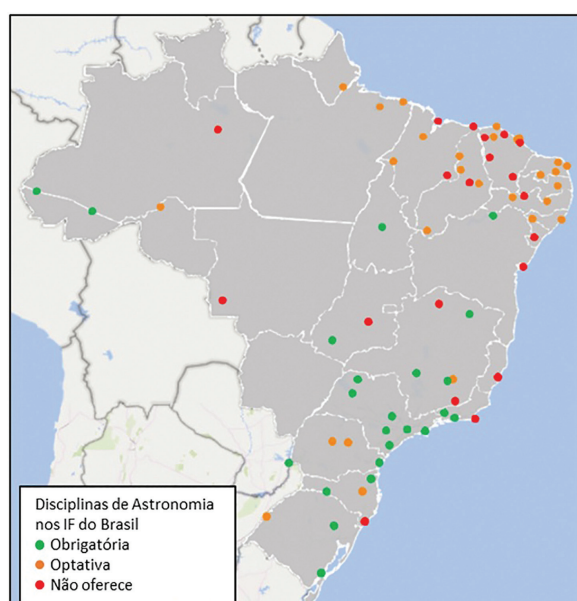 Disciplinas de Astronomia
nos IF do Brasil
Obrigatória
Optativa
Não oferece